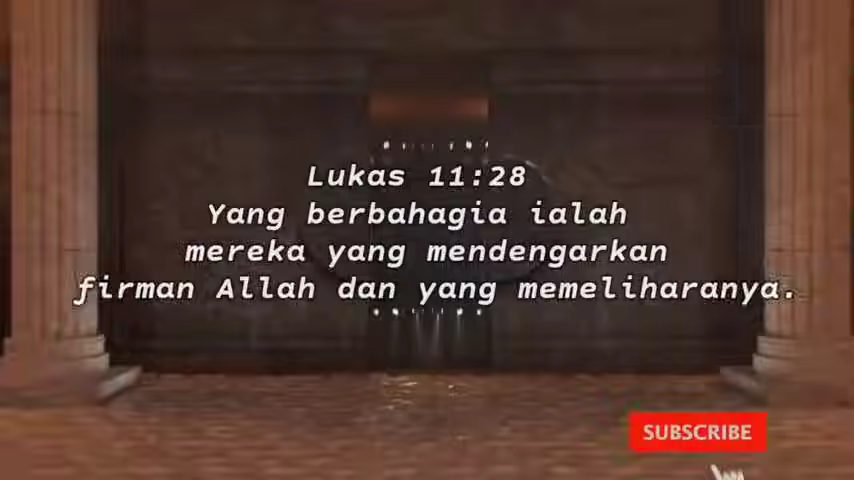 Lukas 11:28
Yang berbahagia ialah
mereka yang mendengarkan
firman Allah dan yang memeliharanya.
SUBSCRIBE